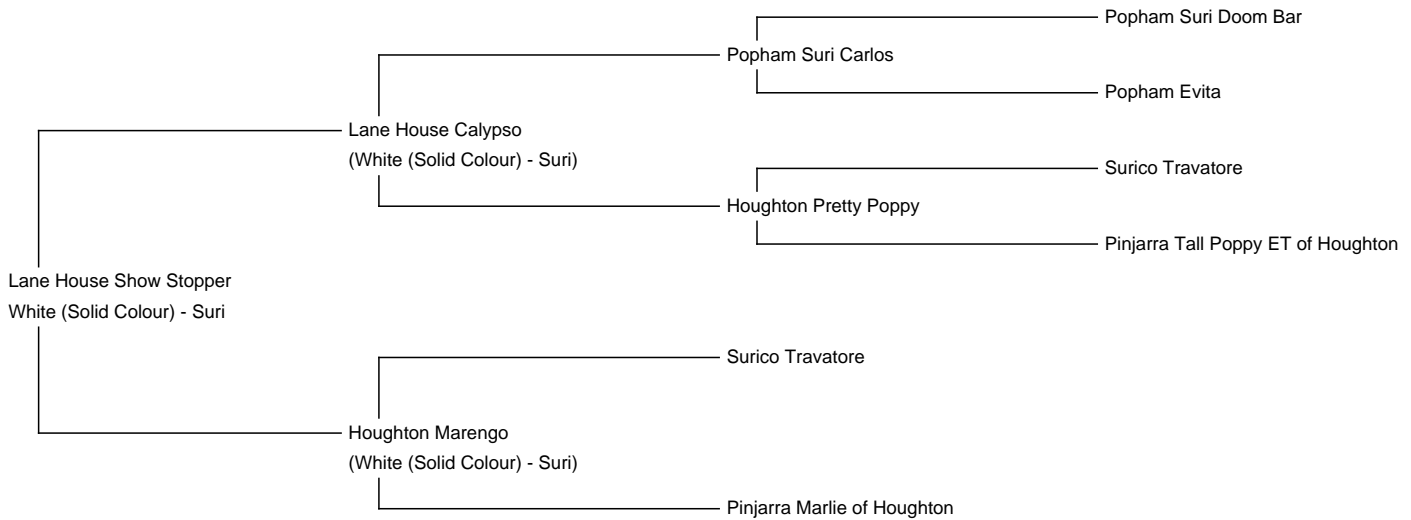 Popham Suri Doom Bar
Popham Suri Carlos
Popham Evita
Lane House Calypso
(White (Solid Colour) - Suri)
Surico Travatore
Houghton Pretty Poppy
Pinjarra Tall Poppy ET of Houghton
Lane House Show Stopper
White (Solid Colour) - Suri
Surico Travatore
Houghton Marengo
(White (Solid Colour) - Suri)
Pinjarra Marlie of Houghton